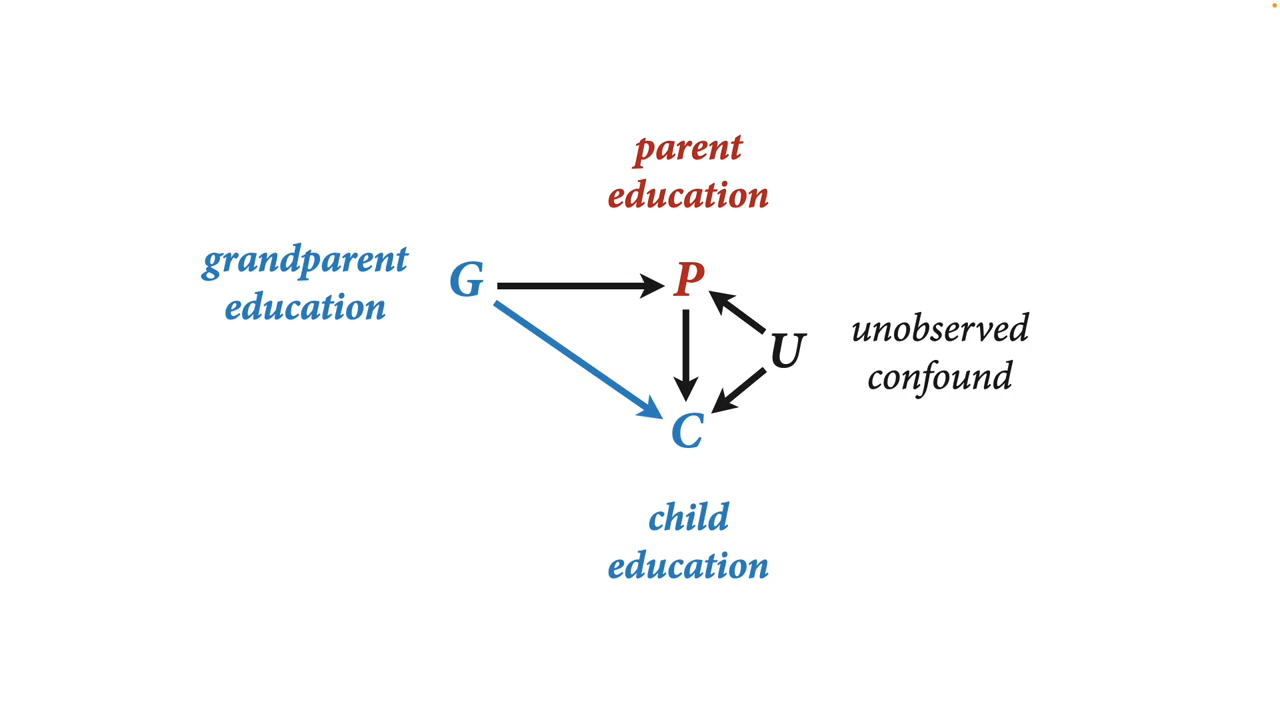 parent
education
grandparent
education
G
P
U
unobserved
confound
C
child
education